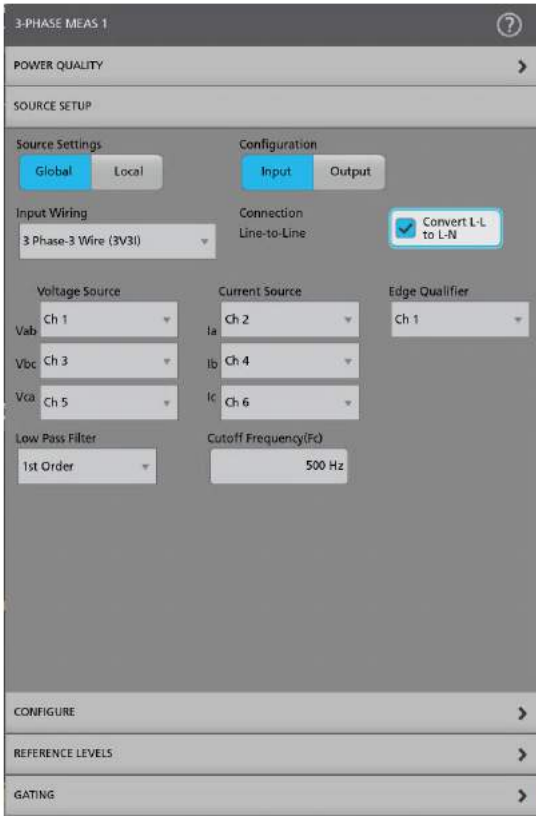 3-PHASE MEAS 1
?
POWER QUALITY
SOURCE SETUP
Source Settings
Configuration
Global
Local
Input
Output
Input Wiring
Connection
3 Phase-3 Wire (3V3I)
Line-to-Line
Convert L-L
to L-N
Voltage Source
Current Source
Edge Qualifier
Vab
Ch 1
Ia
Ch 2
Ch 1
Vbc
Ch 3
Ib
Ch 4
Vca
Ch 5
Ic
Ch 6
Low Pass Filter
Cutoff Frequency(Fc)
1st Order
500 Hz
CONFIGURE
REFERENCE LEVELS
GATING